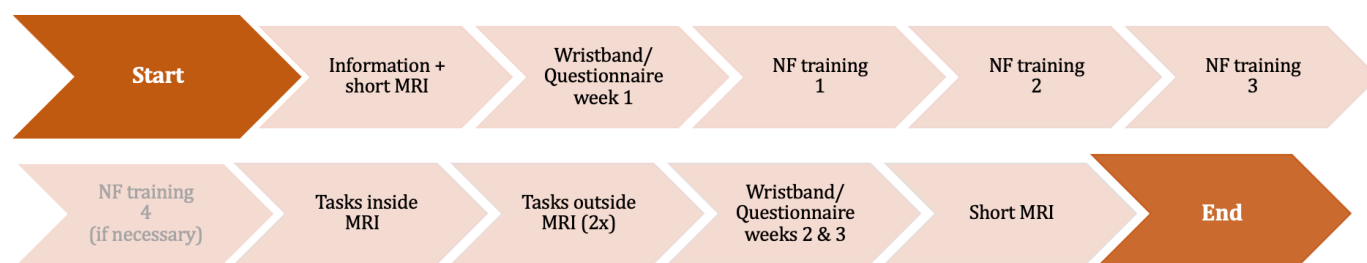 Start
Information +
short MRI
Wristband/
Questionnaire
week 1
NF training
1
NF training
2
NF training
3
NF training
4
(if necessary)
Tasks inside
MRI
Tasks outside
MRI (2x)
Wristband/
Questionnaire
weeks 2 & 3
Short MRI
End